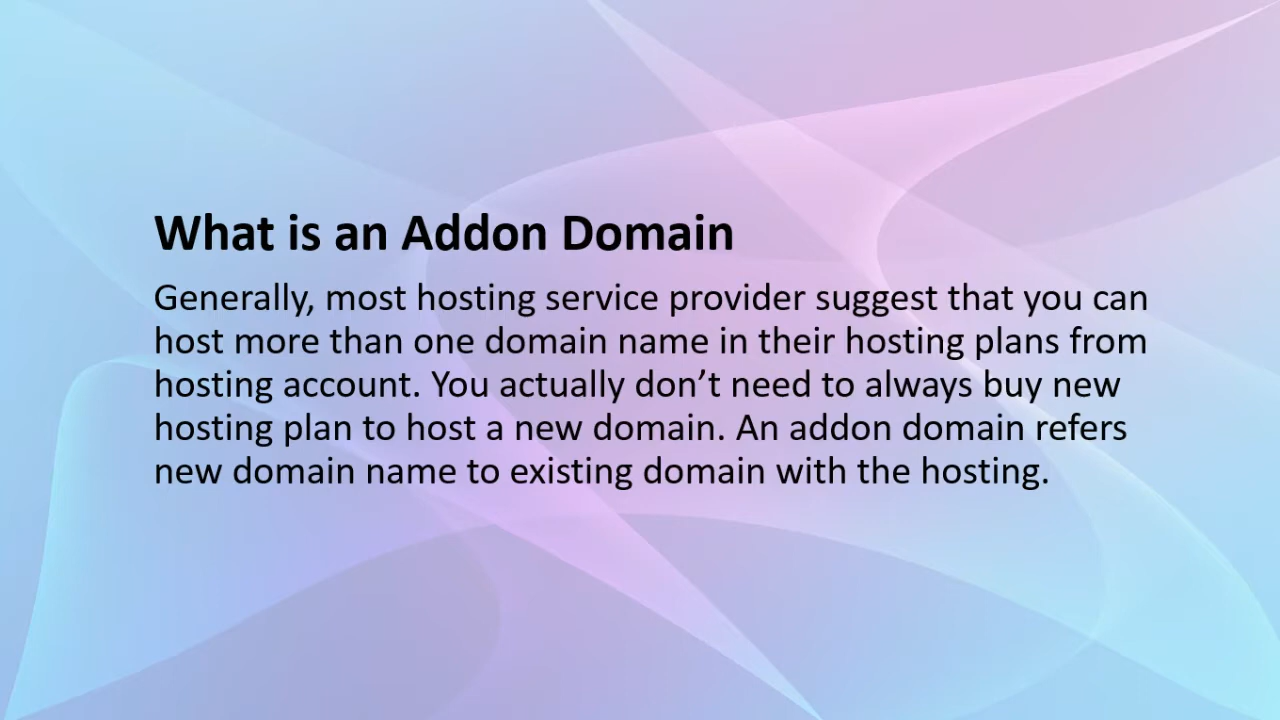 What is an Addon Domain
Generally, most hosting service provider suggest that you can
host more than one domain name in their hosting plans from
hosting account. You actually don’t need to always buy new
hosting plan to host a new domain. An addon domain refers
new domain name to existing domain with the hosting.